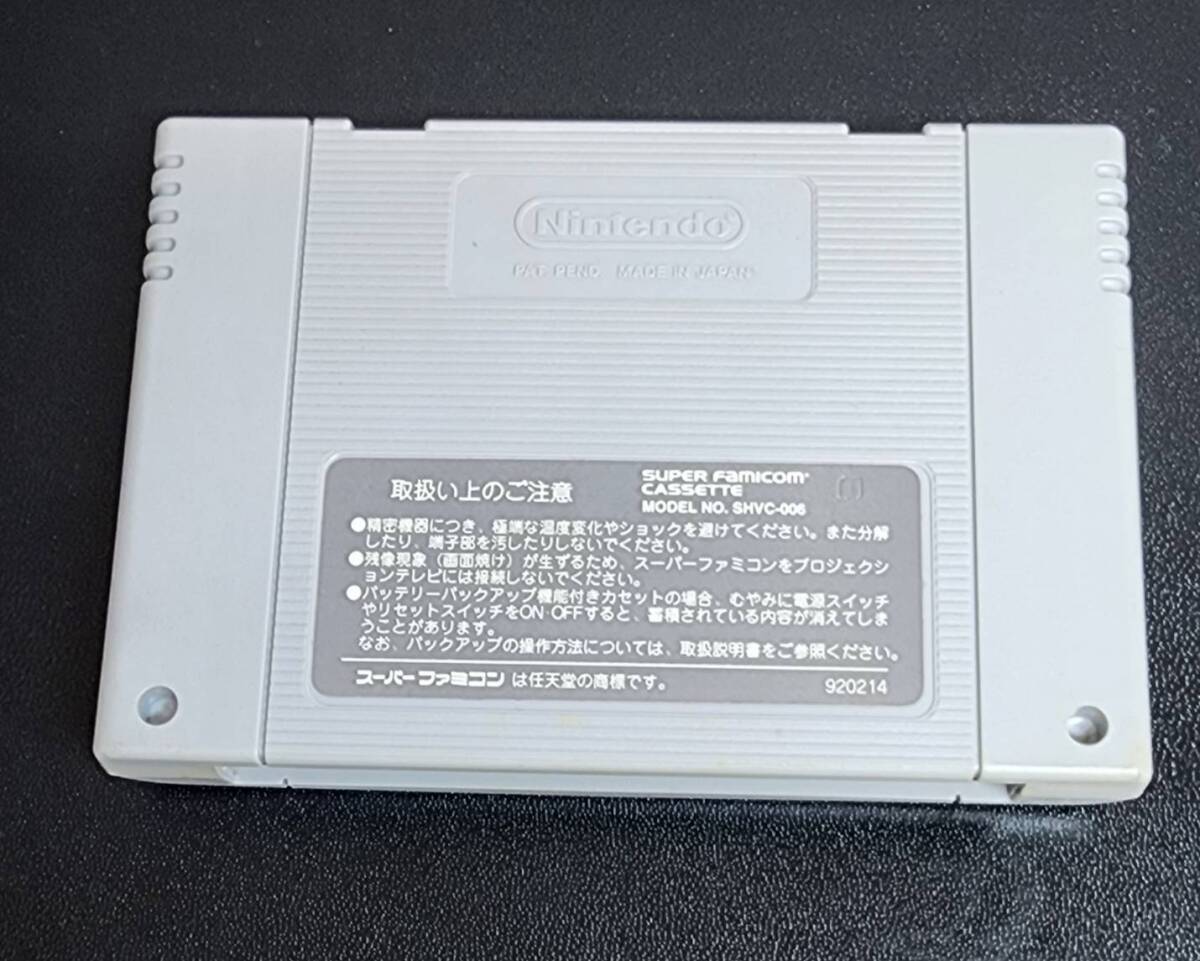 Nintendo®
PAT. PEND. MADE IN JAPAN
取扱い上のご注意
SUPER FAMICOM®
CASSETTE
MODEL NO. SHVC-006
●精密機器につき、極端な温度変化やショックを避けてください。また分解
したり、端子部を汚したりしないでください。
●残像現象(画面焼け)が生ずるため、スーパーファミコンをプロジェクシ
ョンテレビには接続しないでください。
●バッテリーバックアップ機能付きカセットの場合、むやみに電源スイッチ
やリセットスイッチをON・OFFすると、蓄積されている内容が消えてしま
うことがあります。
なお、バックアップの操作方法については、取扱説明書をご参照ください。
スーパーファミコンは任天堂の商標です。
920214